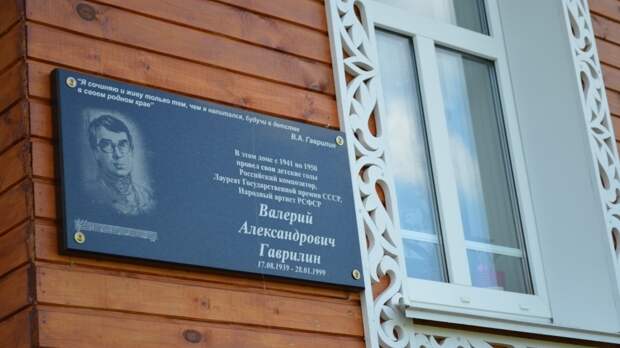 "Я сочиняю и живу только тем, чем я напитался, будучи в детстве
в своем родном крае"
В.А. Гаврилин
В этом доме с 1941 по 1950
провел свои детские годы
Российский композитор,
Лауреат Государственной премии СССР,
Народный артист РСФСР
Валерий
Александрович
Гаврилин
17.08.1939 - 28.01.1999